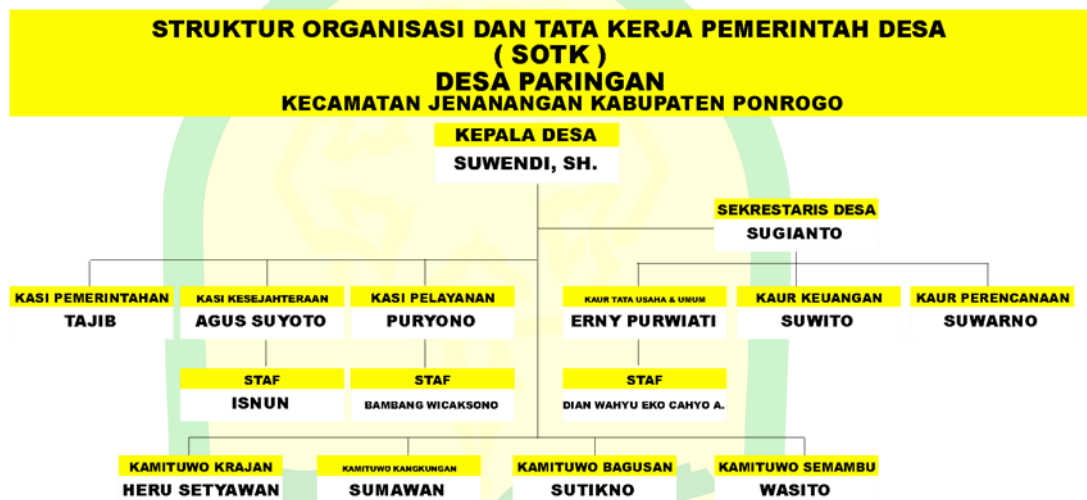 STRUKTUR ORGANISASI DAN TATA KERJA PEMERINTAH DESA
( SOTK )
DESA PARINGAN
KECAMATAN JENANANGAN KABUPATEN PONROGO
KEPALA DESA
SUWENDI, SH.
SEKRESTARIS DESA
SUGIANTO
KASI PEMERINTAHAN
TAJIB
KASI KESEJAHTERAAN
AGUS SUYOTO
KASI PELAYANAN
PURYONO
KAUR TATA USAHA & UMUM
ERNY PURWIATI
KAUR KEUANGAN
SUWITO
KAUR PERENCANAAN
SUWARNO
STAF
ISNUN
STAF
BAMBANG WICAKSONO
STAF
DIAN WAHYU EKO CAHYO A.
KAMITUWO KRAJAN
HERU SETYAWAN
KAMITUWO KANGKUNGAN
SUMAWAN
KAMITUWO BAGUSAN
SUTIKNO
KAMITUWO SEMAMBU
WASITO